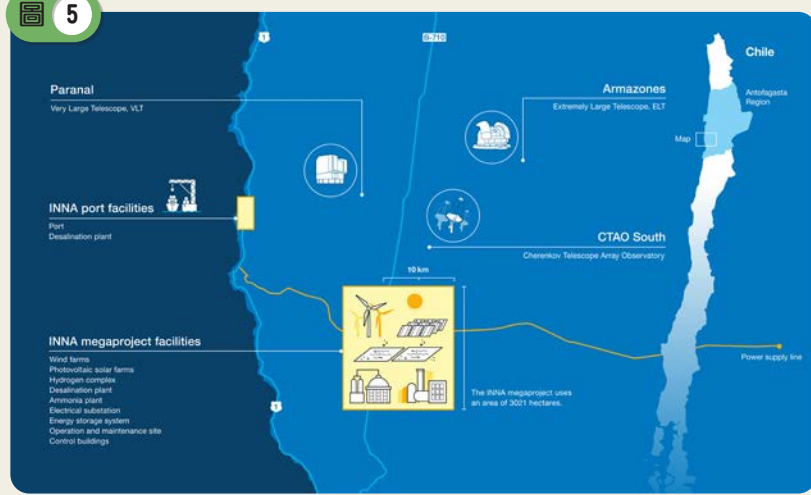 5
1
B-710
Chile
Antofagasta
Region
Map
Paranal
Very Large Telescope, VLT
Armazones
Extremely Large Telescope, ELT
INNA port facilities
Port
Desalination plant
CTAO South
Cherenkov Telescope Array Observatory
10 km
INNA megaproject facilities
Wind farms
Photovoltaic solar farms
Hydrogen complex
Desalination plant
Ammonia plant
Electrical substation
Energy storage system
Operation and maintenance site
Control buildings
The INNA megaproject uses
an area of 3021 hectares.
Power supply line
1